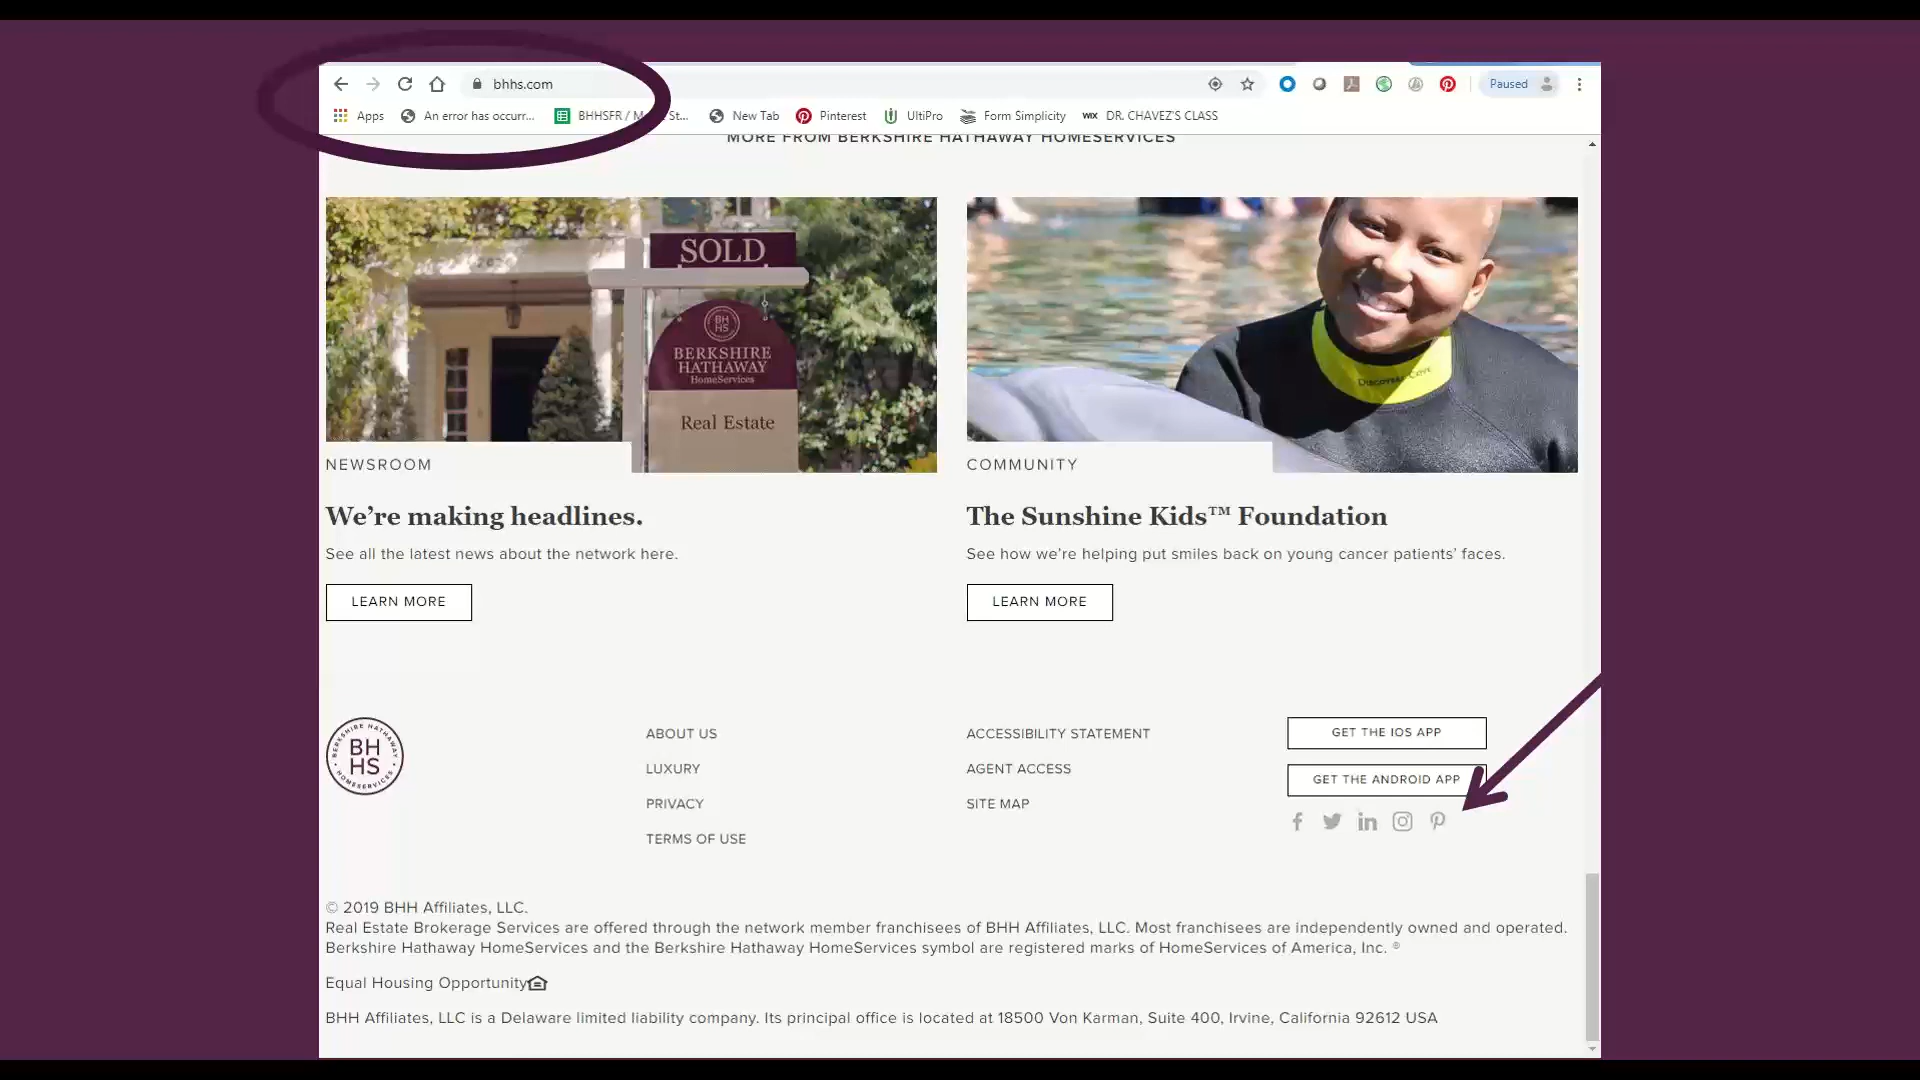 bhhs.com
Paused
Apps An error has occurr... BHHSFR / M St... New Tab Pinterest UltiPro Form Simplicity WIX DR. CHAVEZ'S CLASS
MORE FROM BERKSHIRE HATHAWAY HOMESERVICES
SOLD
BH
HS
BERKSHIRE
HATHAWAY
HomeServices
Real Estate
DISCOVERY COVE
NEWSROOM
We're making headlines.
See all the latest news about the network here.
LEARN MORE
COMMUNITY
The Sunshine Kids™ Foundation
See how we're helping put smiles back on young cancer patients' faces.
LEARN MORE
BERKSHIRE HATHAWAY
BH
HS
HOMESERVICES
ABOUT US
LUXURY
PRIVACY
TERMS OF USE
ACCESSIBILITY STATEMENT
AGENT ACCESS
SITE MAP
GET THE IOS APP
GET THE ANDROID APP
© 2019 BHH Affiliates, LLC.
Real Estate Brokerage Services are offered through the network member franchisees of BHH Affiliates, LLC. Most franchisees are independently owned and operated.
Berkshire Hathaway HomeServices and the Berkshire Hathaway HomeServices symbol are registered marks of HomeServices of America, Inc. ®
Equal Housing Opportunity
BHH Affiliates, LLC is a Delaware limited liability company. Its principal office is located at 18500 Von Karman, Suite 400, Irvine, California 92612 USA